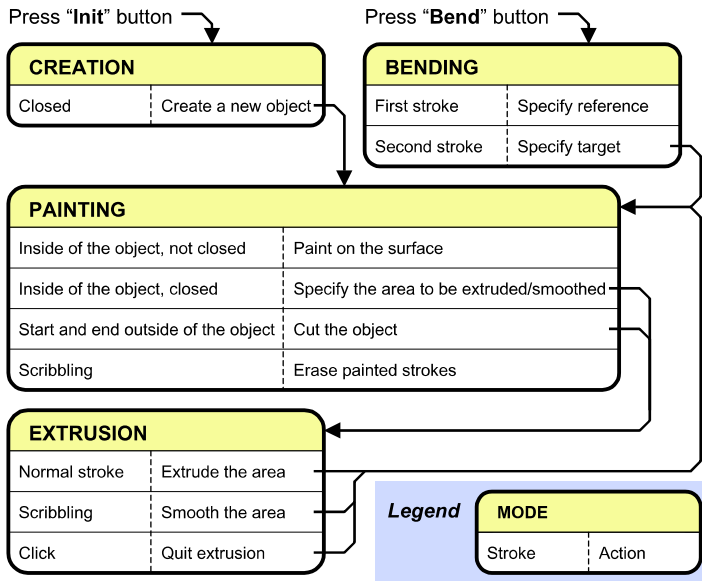 Press “Init” button
Press “Bend” button
CREATION
Closed Create a new object
BENDING
First stroke Specify reference
Second stroke Specify target
PAINTING
Inside of the object, not closed Paint on the surface
Inside of the object, closed Specify the area to be extruded/smoothed
Start and end outside of the object Cut the object
Scribbling Erase painted strokes
EXTRUSION
Normal stroke Extrude the area
Scribbling Smooth the area
Click Quit extrusion
Legend
MODE
Stroke Action